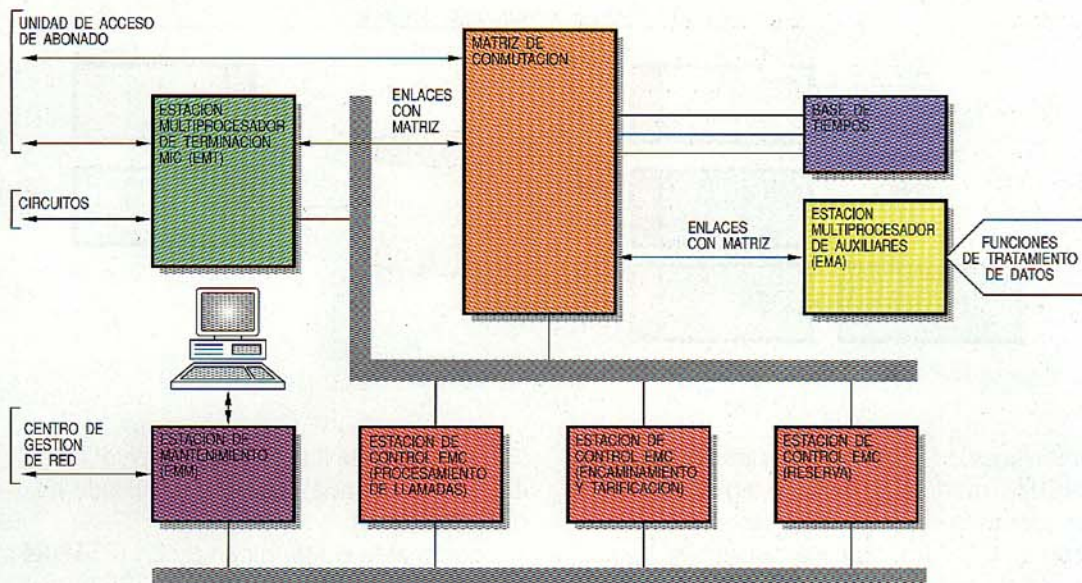 UNIDAD DE ACCESO
DE ABONADO
MATRIZ DE
CONMUTACION
ESTACION
MULTIPROCESADOR
DE TERMINACION
MIC (EMT)
ENLACES
CON
MATRIZ
BASE DE
TIEMPOS
CIRCUITOS
ESTACION
MULTIPROCESADOR
DE AUXILIARES
(EMA)
ENLACES
CON MATRIZ
FUNCIONES
DE TRATAMIENTO
DE DATOS
CENTRO DE
GESTION
DE RED
ESTACION DE
MANTENIMIENTO
(EMM)
ESTACION DE
CONTROL EMC
(PROCESAMIENTO
DE LLAMADAS)
ESTACION DE
CONTROL EMC
(ENCAMINAMIENTO
Y TARIFICACION)
ESTACION DE
CONTROL EMC
(RESERVA)